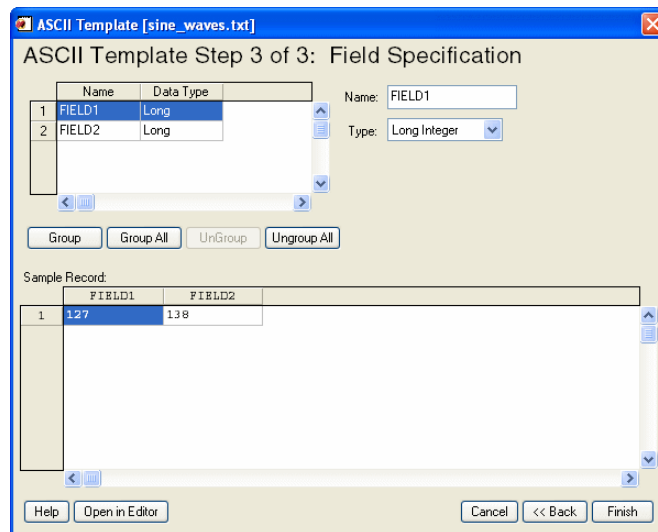 ASCII Template [sine_waves.txt]
ASCII Template Step 3 of 3: Field Specification
Name Data Type
1 FIELD1 Long
2 FIELD2 Long
Name: FIELD1
Type: Long Integer
Group Group All UnGroup Ungroup All
Sample Record:
FIELD1 FIELD2
1 127 138
Help Open in Editor Cancel << Back Finish